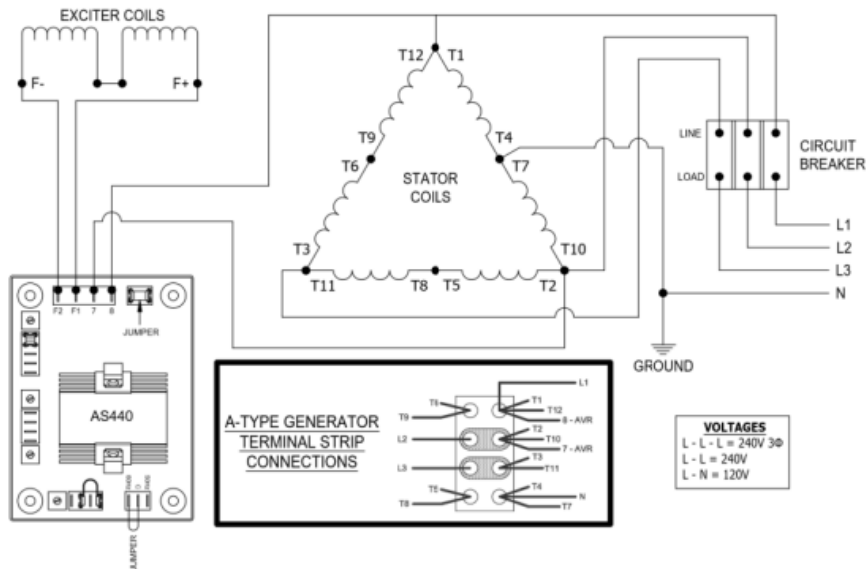 EXCITER COILS
F-
F+
T12
T1
T9
T6
T4
T7
STATOR
COILS
T3
T11
T8
T5
T10
T2
LINE
LOAD
CIRCUIT
BREAKER
L1
L2
L3
N
GROUND
F2
F1
7
8
JUMPER
AS440
JUMPER
A-TYPE GENERATOR
TERMINAL STRIP
CONNECTIONS
L1
T6
T9
T1
T12
8 - AVR
L2
T2
T10
7 - AVR
L3
T3
T11
T5
T8
T4
N
T7
VOLTAGES
L - L - L = 240V 3Φ
L - L = 240V
L - N = 120V